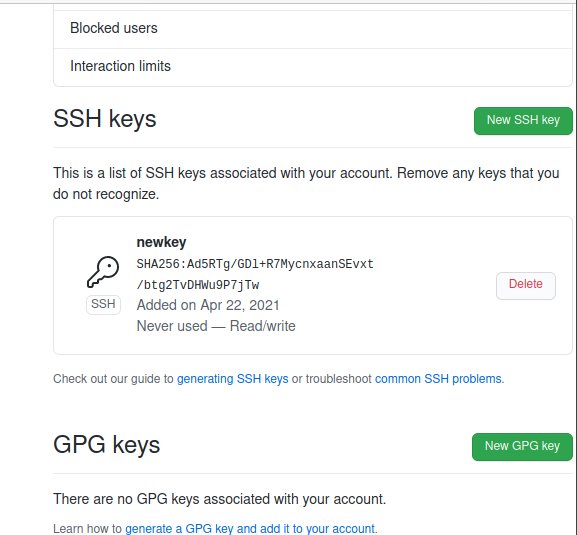 Blocked users
Interaction limits
SSH keys
New SSH key
This is a list of SSH keys associated with your account. Remove any keys that you
do not recognize.
newkey
SHA256:Ad5RTg/GDl+R7MycnxaanSEvxt
/btg2TvDHWu9P7jTw
Added on Apr 22, 2021
Never used — Read/write
SSH
Delete
Check out our guide to generating SSH keys or troubleshoot common SSH problems.
GPG keys
New GPG key
There are no GPG keys associated with your account.
Learn how to generate a GPG key and add it to your account.